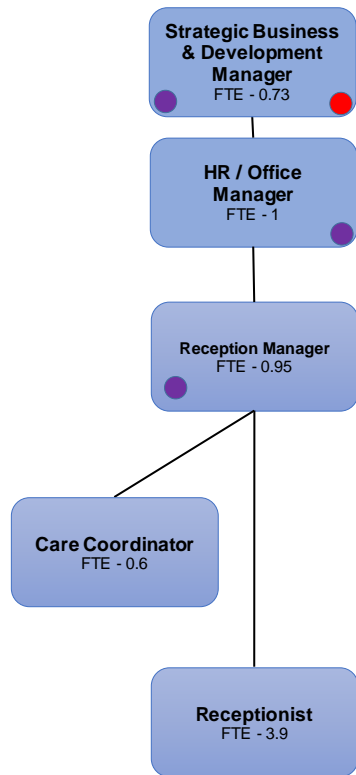 Strategic Business
& Development
Manager
FTE - 0.73
HR / Office
Manager
FTE - 1
Reception Manager
FTE - 0.95
Care Coordinator
FTE - 0.6
Receptionist
FTE - 3.9